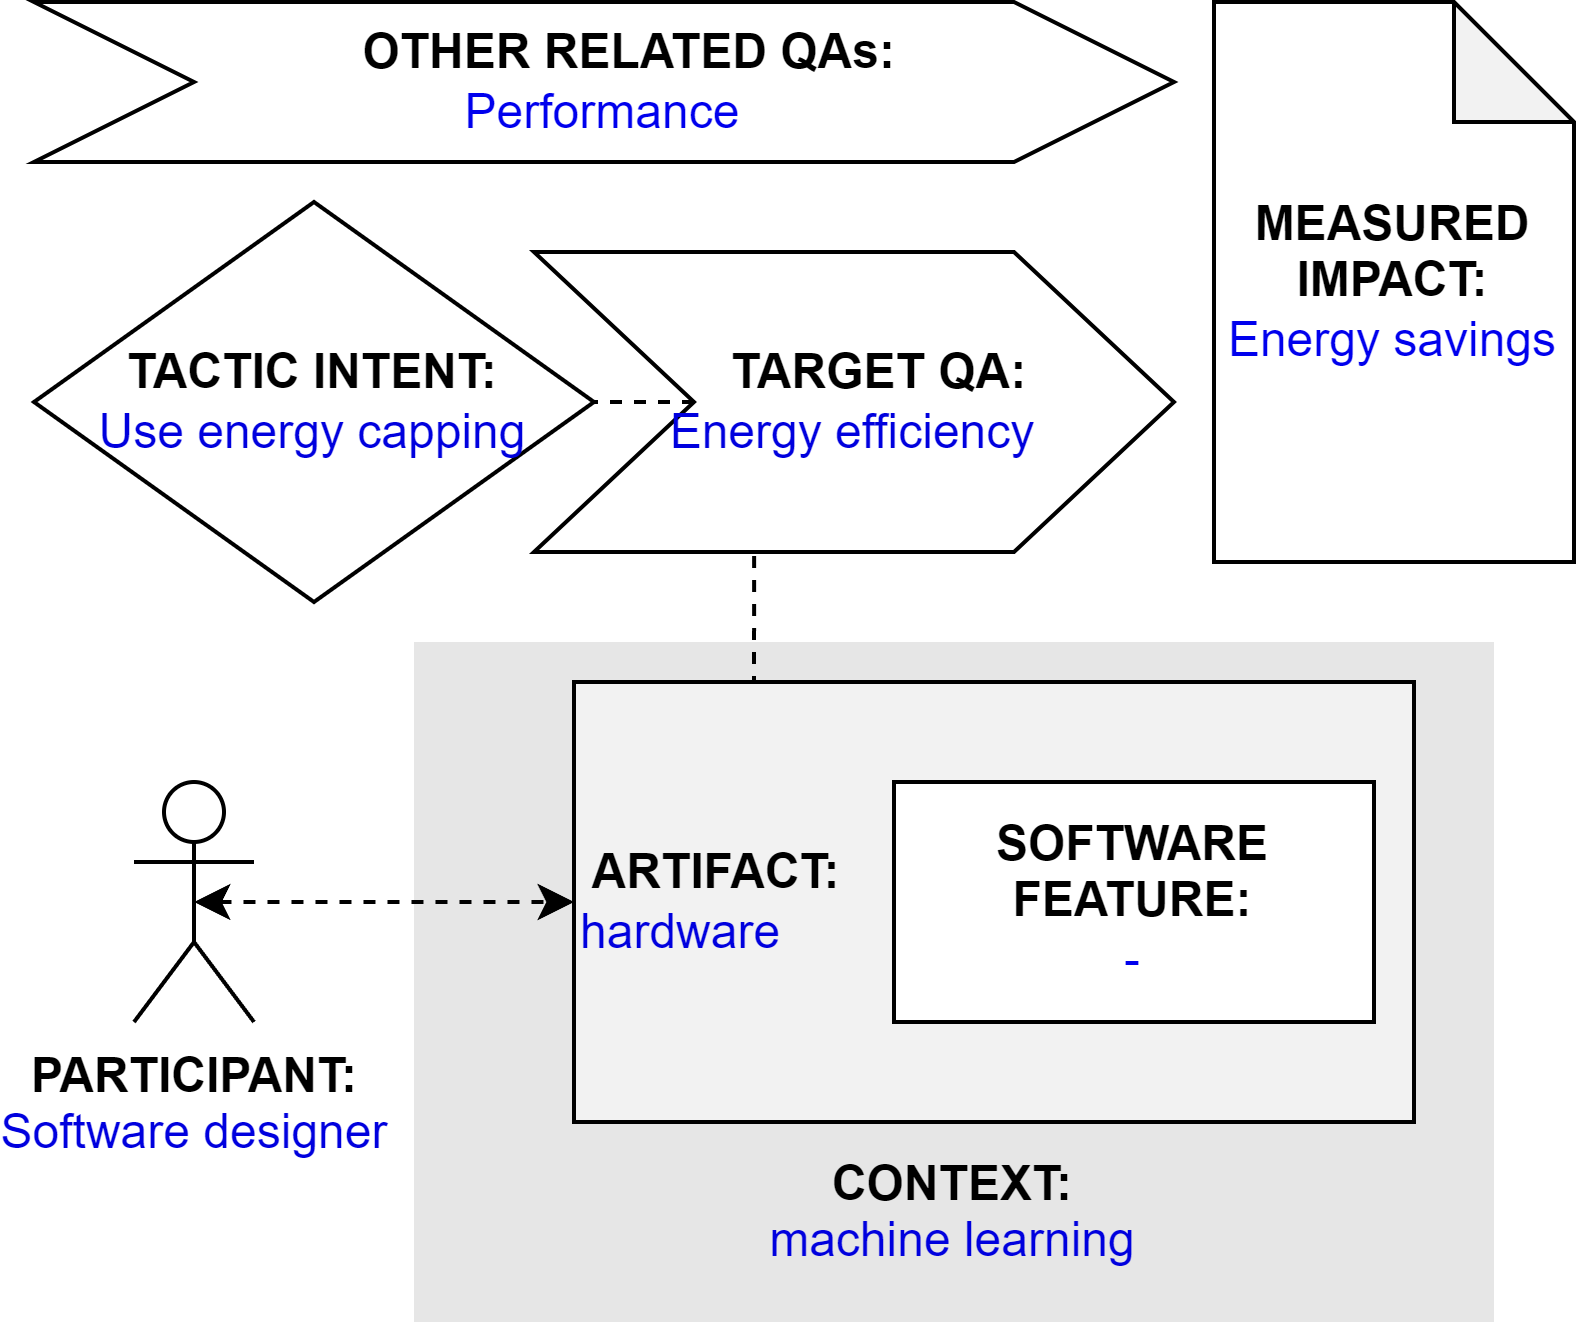 OTHER RELATED QAs:
Performance
MEASURED
IMPACT:
Energy savings
TACTIC INTENT:
Use energy capping
TARGET QA:
Energy efficiency
ARTIFACT:
hardware
SOFTWARE
FEATURE:
-
PARTICIPANT:
Software designer
CONTEXT:
machine learning